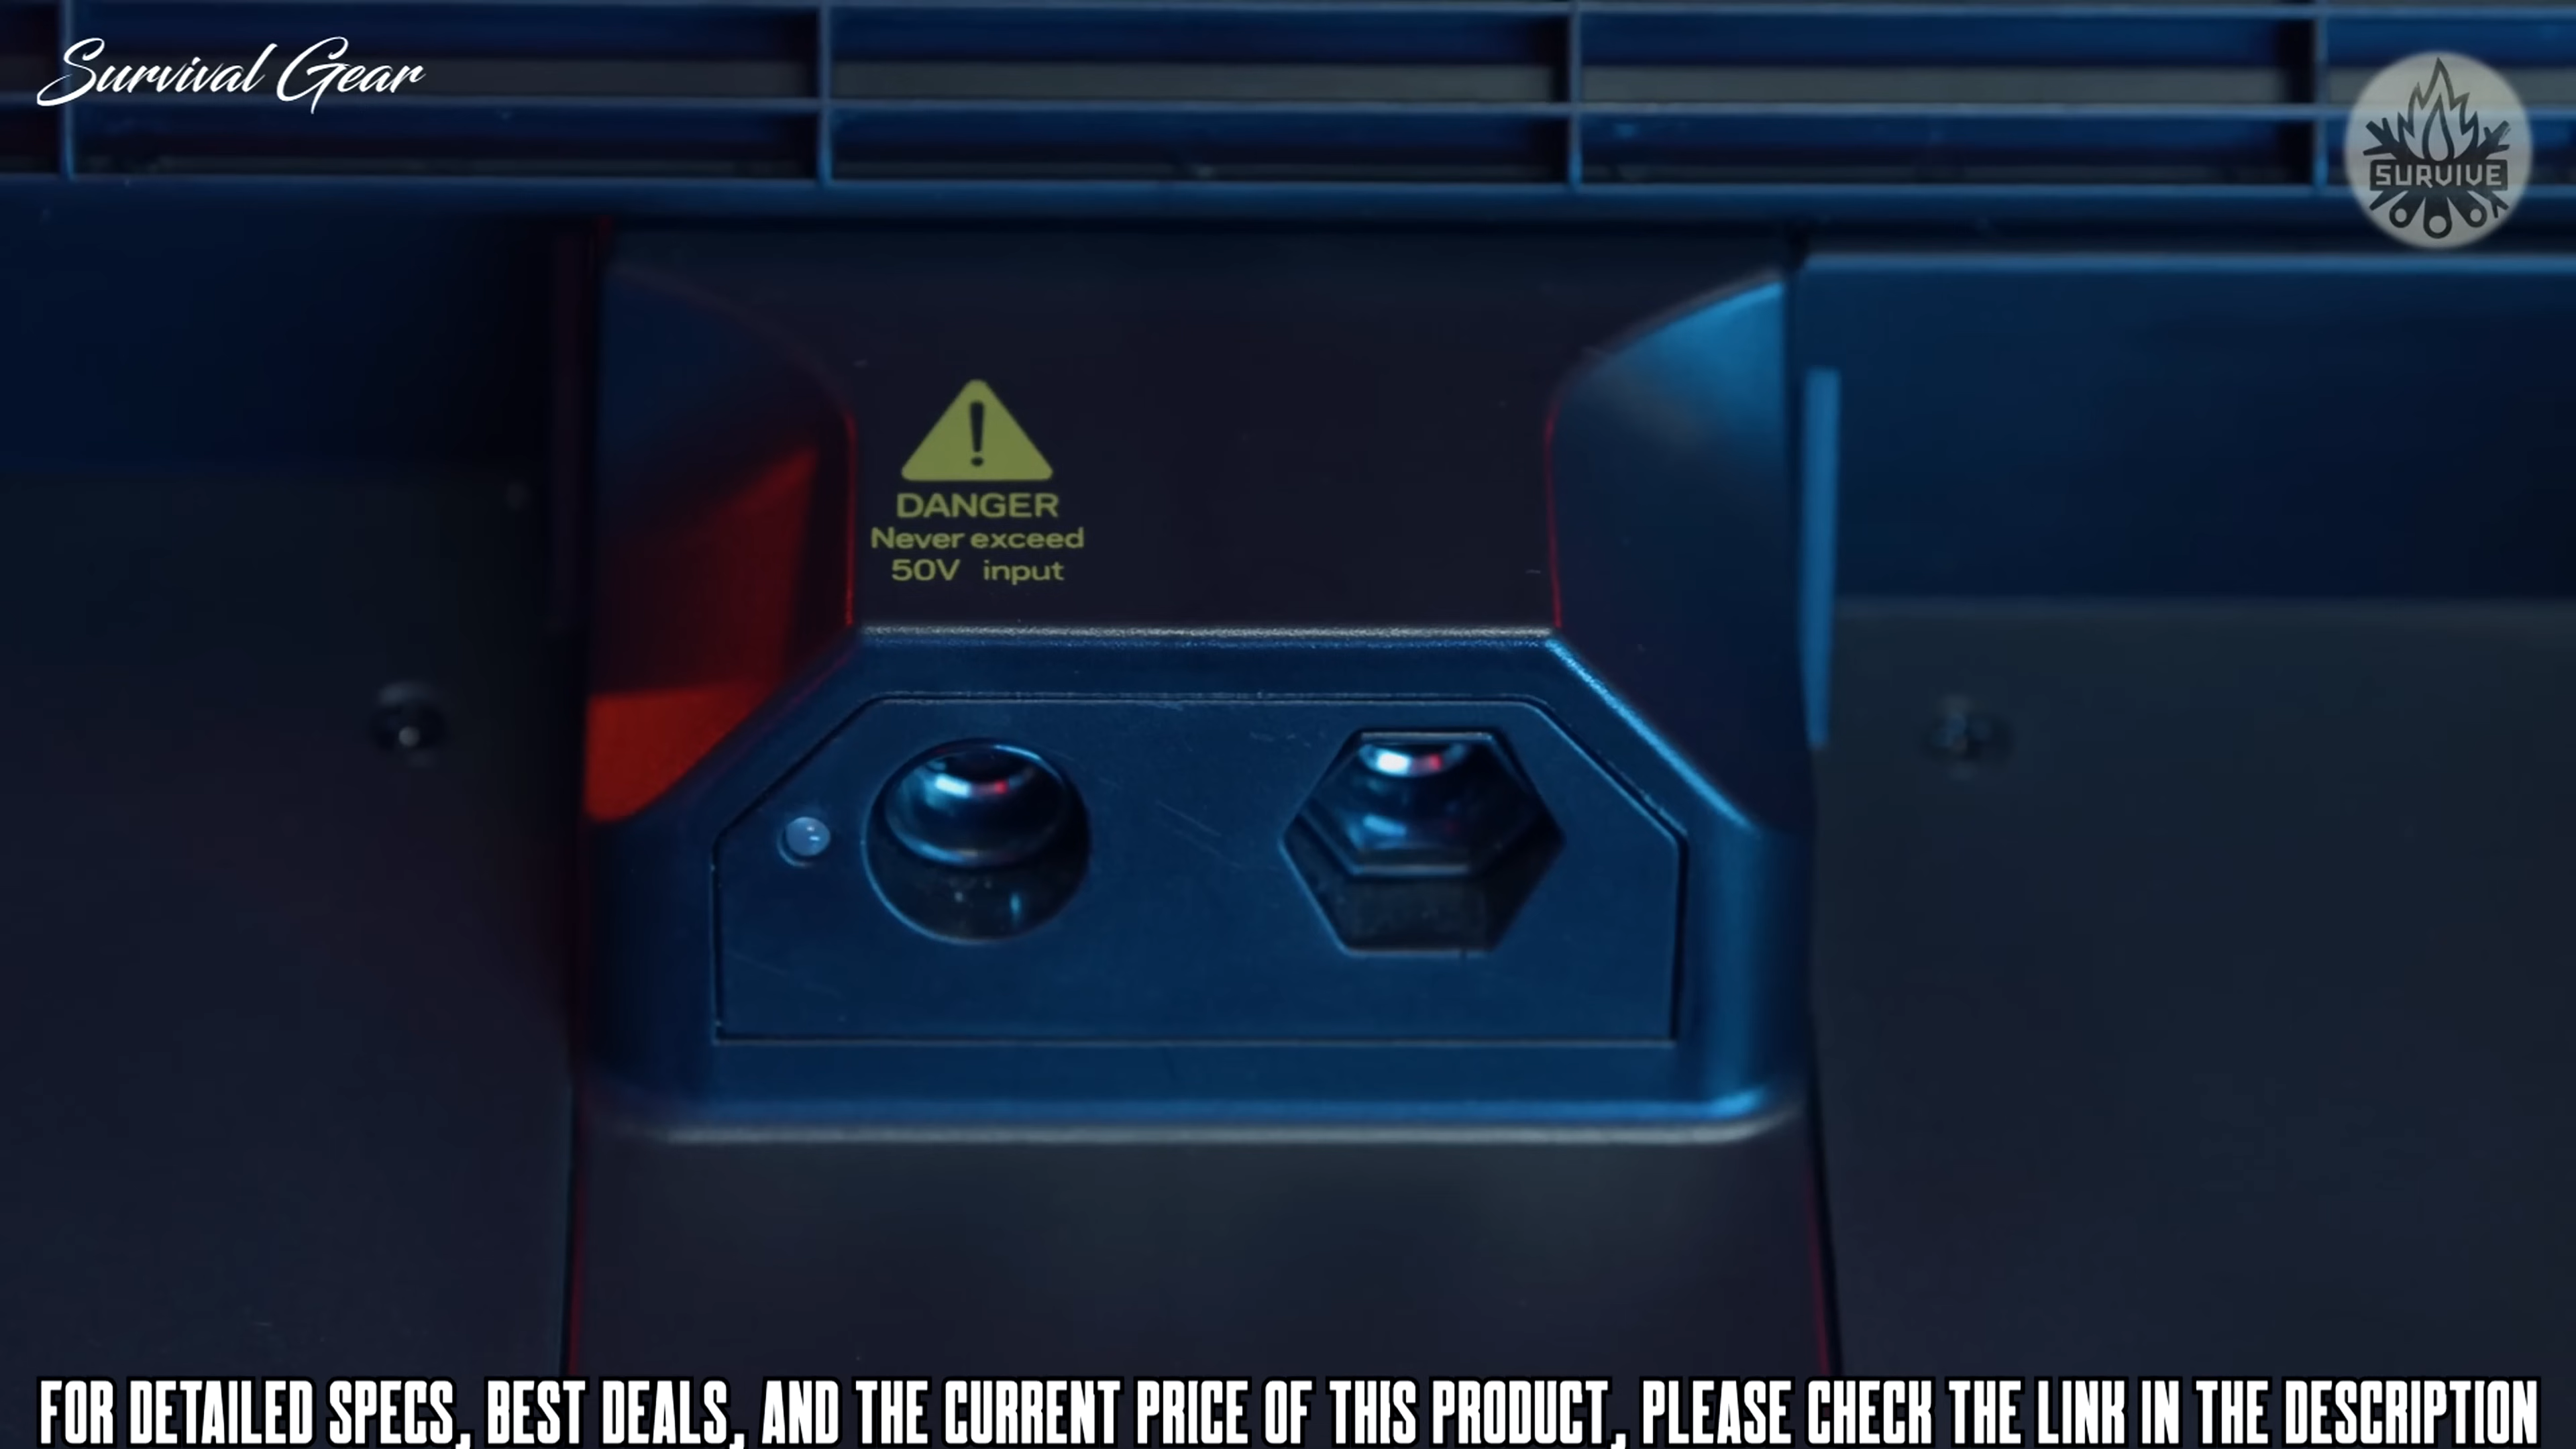 Survival Gear
SURVIVE
DANGER
Never exceed
50V input
FOR DETAILED SPECS, BEST DEALS, AND THE CURRENT PRICE OF THIS PRODUCT, PLEASE CHECK THE LINK IN THE DESCRIPTION